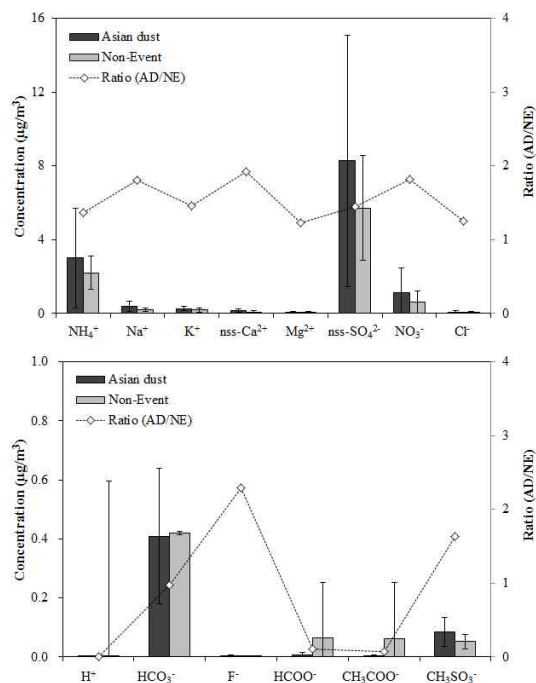 16
12
8
4
0
Concentration (μg/m³)
Asian dust
Non-Event
Ratio (AD/NE)
4
3
2
1
0
Ratio (AD/NE)
NH₄⁺ Na⁺ K⁺ nss-Ca²⁺ Mg²⁺ nss-SO₄²⁻ NO₃⁻ Cl⁻
1.0
0.8
0.6
0.4
0.2
0.0
Concentration (μg/m³)
Asian dust
Non-Event
Ratio (AD/NE)
4
3
2
1
0
Ratio (AD/NE)
H⁺ HCO₃⁻ F⁻ HCOO⁻ CH₃COO⁻ CH₃SO₃⁻